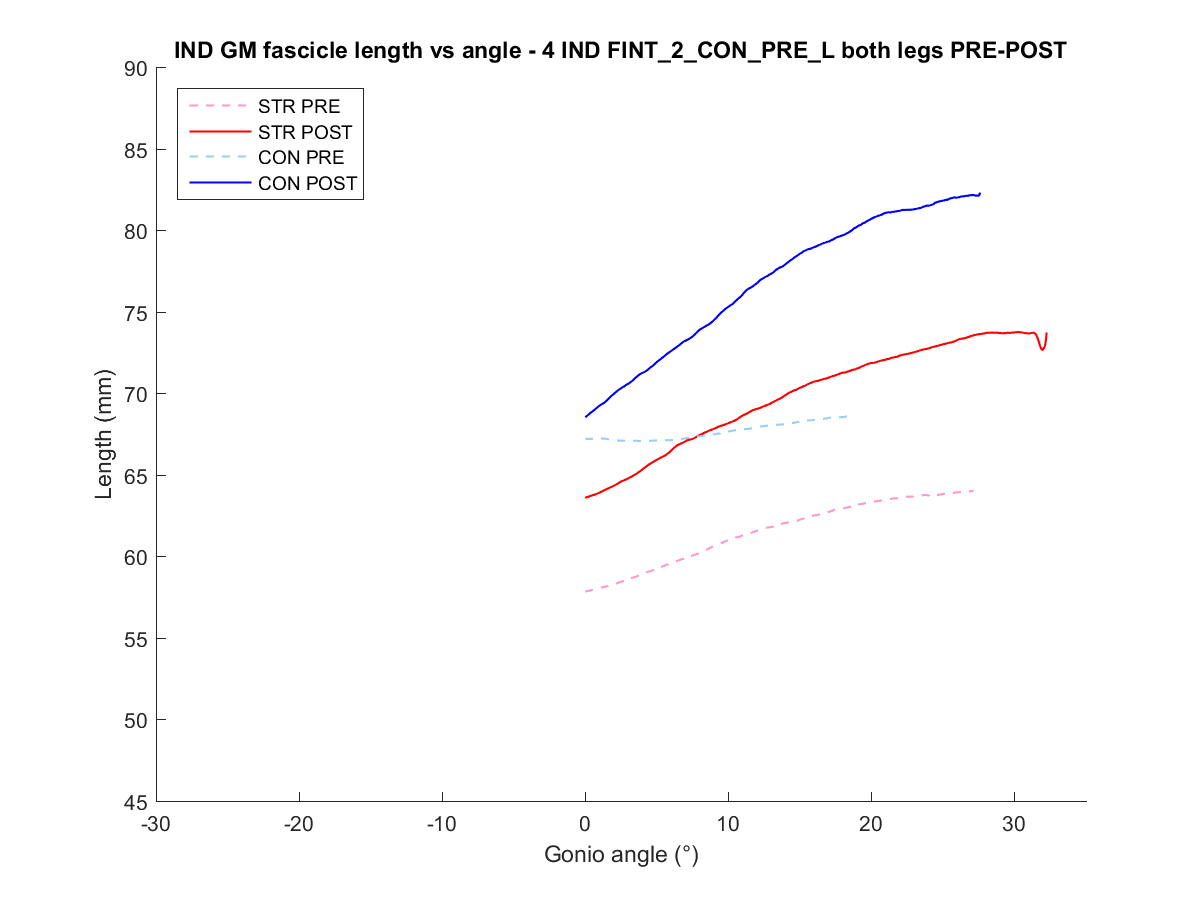 IND GM fascicle length vs angle - 4 IND FINT_2_CON_PRE_L both legs PRE-POST
90
85
80
75
70
65
60
55
50
45
Length (mm)
STR PRE
STR POST
CON PRE
CON POST
-30
-20
-10
0
10
20
30
Gonio angle (°)